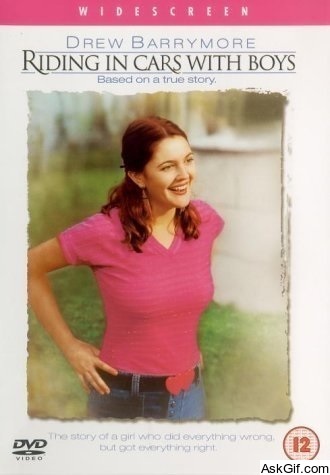 WIDESCREEN
DREW BARRYMORE
RIDING IN CARS WITH BOYS
Based on a true story.
The story of a girl who did everything wrong,
but got everything right.
DVD
VIDEO
12
AskGif.com